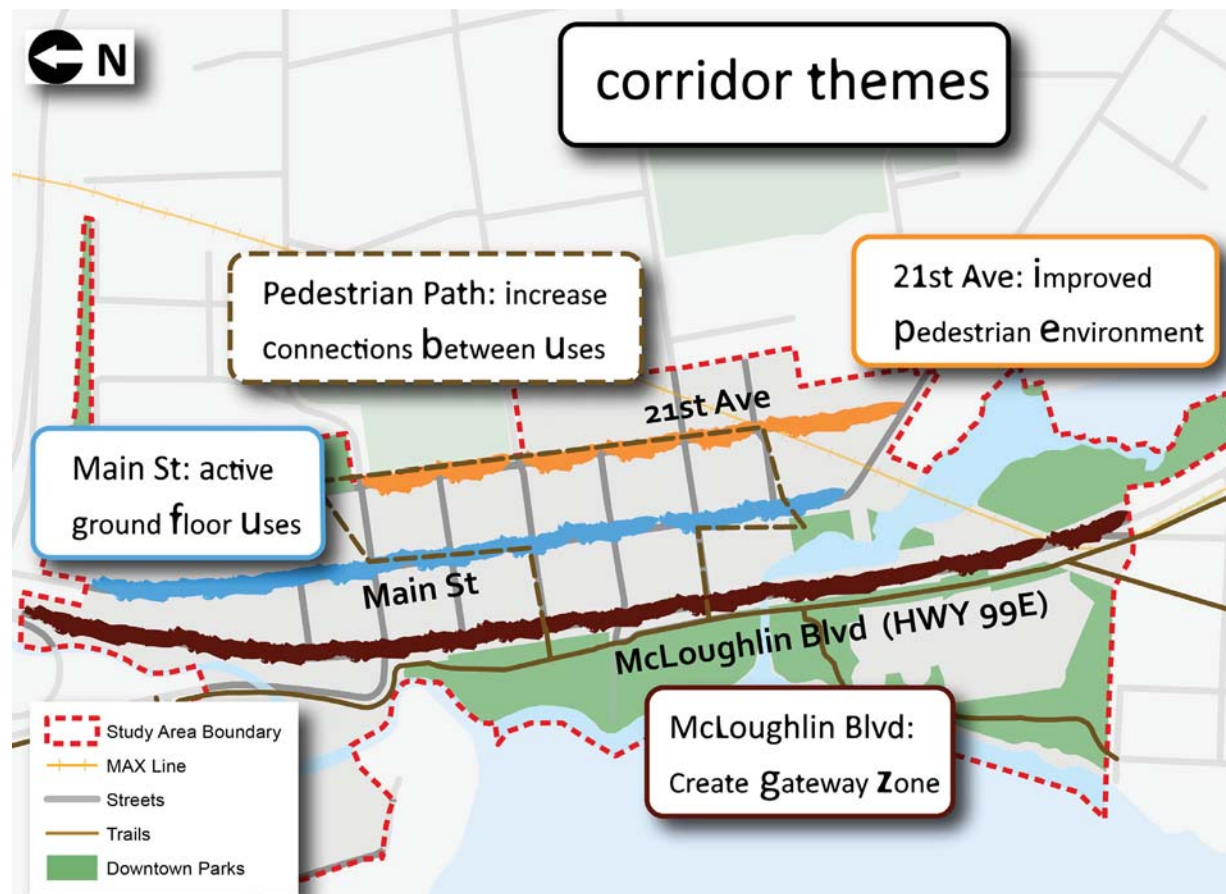 N
corridor themes
Pedestrian Path: increase
connections between uses
21st Ave: improved
pedestrian environment
21st Ave
Main St: active
ground floor uses
Main St
McLoughlin Blvd (HWY 99E)
McLoughlin Blvd:
Create gateway zone
Study Area Boundary
MAX Line
Streets
Trails
Downtown Parks